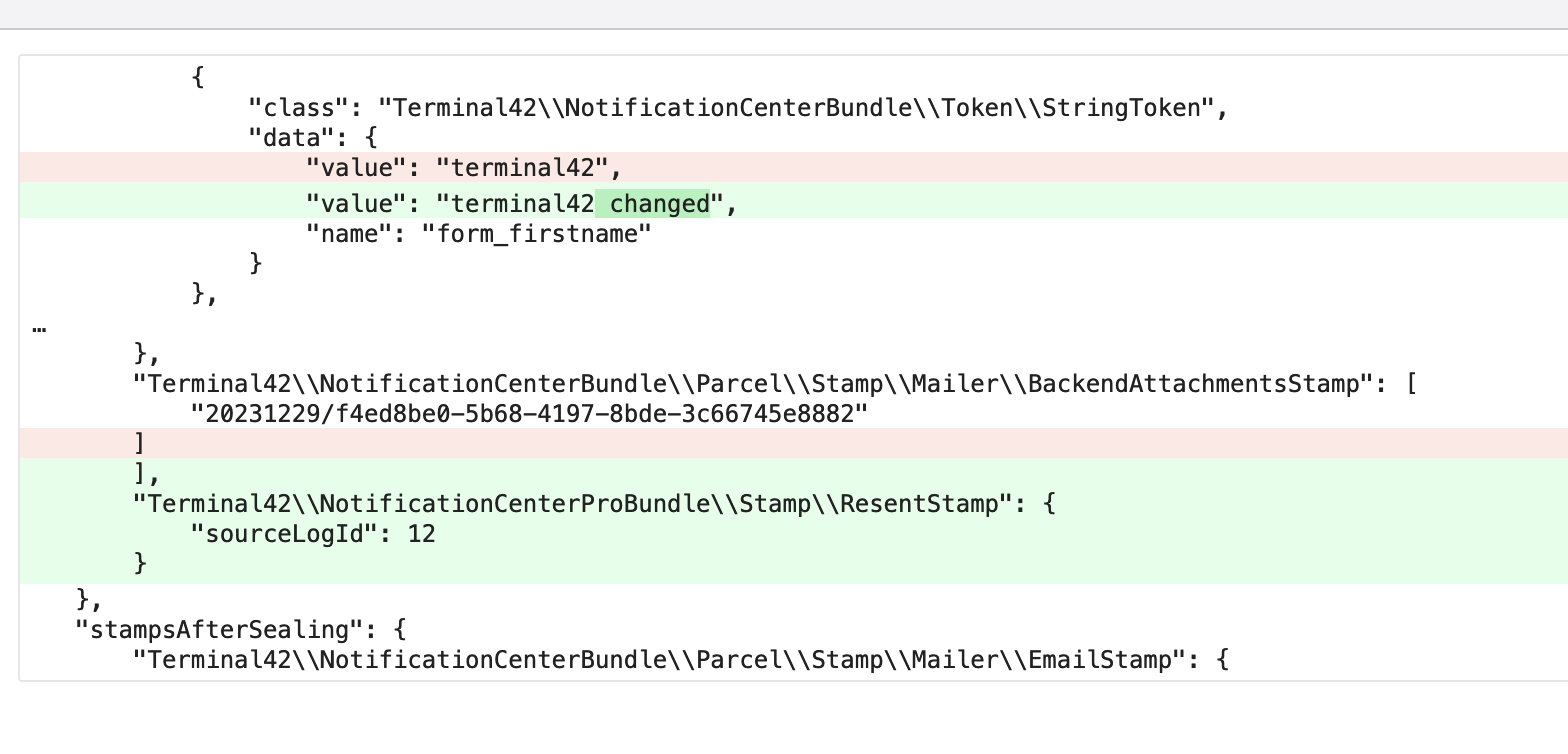 {
"class": "Terminal42\\NotificationCenterBundle\\Token\\StringToken",
"data": {
"value": "terminal42",
"value": "terminal42 changed",
"name": "form_firstname"
}
},
…
},
"Terminal42\\NotificationCenterBundle\\Parcel\\Stamp\\Mailer\\BackendAttachmentsStamp": [
"20231229/f4ed8be0-5b68-4197-8bde-3c66745e8882"
]
],
"Terminal42\\NotificationCenterProBundle\\Stamp\\ResentStamp": {
"sourceLogId": 12
}
},
"stampsAfterSealing": {
"Terminal42\\NotificationCenterBundle\\Parcel\\Stamp\\Mailer\\EmailStamp": {